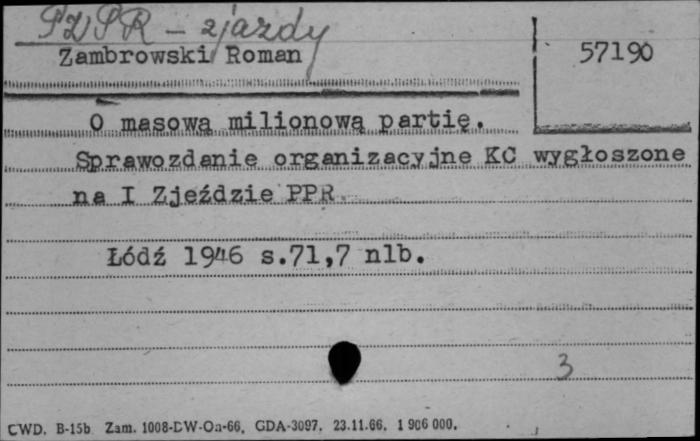 PZPR - zjazdy
Zambrowski Roman
57190
O masową milionową partię.
Sprawozdanie organizacyjne KC wygłoszone
na I Zjeździe PPR
Łódź 1946 s.71,7 nlb.
3
CWD. B-15b Zam. 1008-DW-Oa-66, GDA-3097, 23.11.66, 1 906 000.